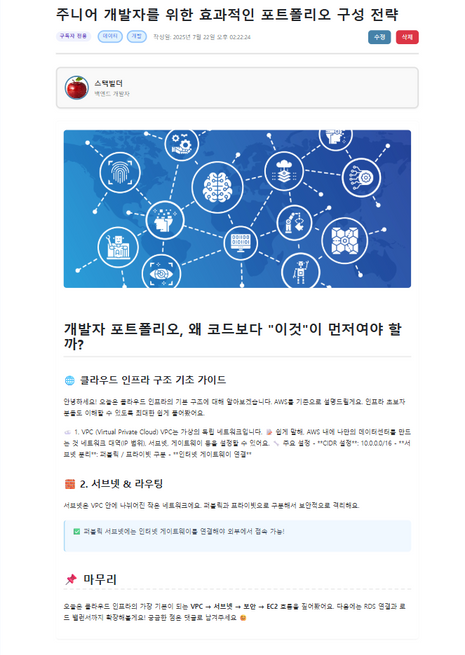 주니어 개발자를 위한 효과적인 포트폴리오 구성 전략
구독자 전용 데이터 개발 작성일: 2025년 7월 22일 오후 02:22:24 수정 삭제
스택빌더
백엔드 개발자
개발자 포트폴리오, 왜 코드보다 "이것"이 먼저여야 할
까?
🌐 클라우드 인프라 구조 기초 가이드
안녕하세요! 오늘은 클라우드 인프라의 기본 구조에 대해 알아보겠습니다. AWS를 기준으로 설명드릴게요. 인프라 초보자
분들도 이해할 수 있도록 최대한 쉽게 풀어봤어요.
☁️ 1. VPC (Virtual Private Cloud) VPC는 가상의 독립 네트워크입니다. 쉽게 말해, AWS 내에 나만의 데이터센터를 만드
는 것 네트워크 대역(IP 범위), 서브넷, 게이트웨이 등을 설정할 수 있어요. 🔧 주요 설정 - **CIDR 설정**: 10.0.0.0/16 - **서
브넷 분리**: 퍼블릭 / 프라이빗 구분 - **인터넷 게이트웨이 연결**
🧱 2. 서브넷 & 라우팅
서브넷은 VPC 안에 나뉘어진 작은 네트워크에요. 퍼블릭과 프라이빗으로 구분해서 보안적으로 격리해요.
✅ 퍼블릭 서브넷에는 인터넷 게이트웨이를 연결해야 외부에서 접속 가능!
📌 마무리
오늘은 클라우드 인프라의 가장 기본이 되는 VPC → 서브넷 → 보안 → EC2 흐름을 짚어봤어요. 다음에는 RDS 연결과 로
드 밸런서까지 확장해볼게요! 궁금한 점은 댓글로 남겨주세요